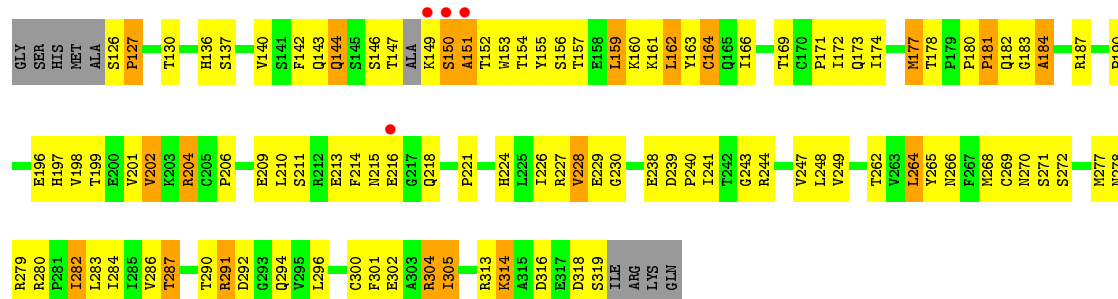 GLY SER HIS MET ALA S126 P127 T130 H136 S137 V140 S141 F142 Q143 Q144 S145 S146 T147 ALA K149 S150 A151 T152 W153 T154 Y155 S156 T157 E158 L159 K160 K161 L162 Y163 C164 Q165 I166 T169 C170 P171 I172 Q173 I174 M177 T178 P179 P180 P181 Q182 G183 A184 R187 P190
E196 H197 V198 T199 E200 V201 V202 K203 R204 C205 P206 E209 L210 S211 R212 E213 F214 N215 E216 G217 Q218 P221 H224 L225 I226 R227 V228 E229 G230 E238 D239 P240 I241 T242 G243 R244 V247 L248 V249 T262 V263 L264 Y265 N266 F267 M268 C269 N270 S271 S272 M277 N278
R279 R280 P281 I282 L283 I284 I285 V286 T287 T290 R291 D292 G293 Q294 V295 L296 C300 F301 E302 A303 R304 I305 R313 K314 A315 D316 E317 D318 S319 ILE ARG LYS GLN